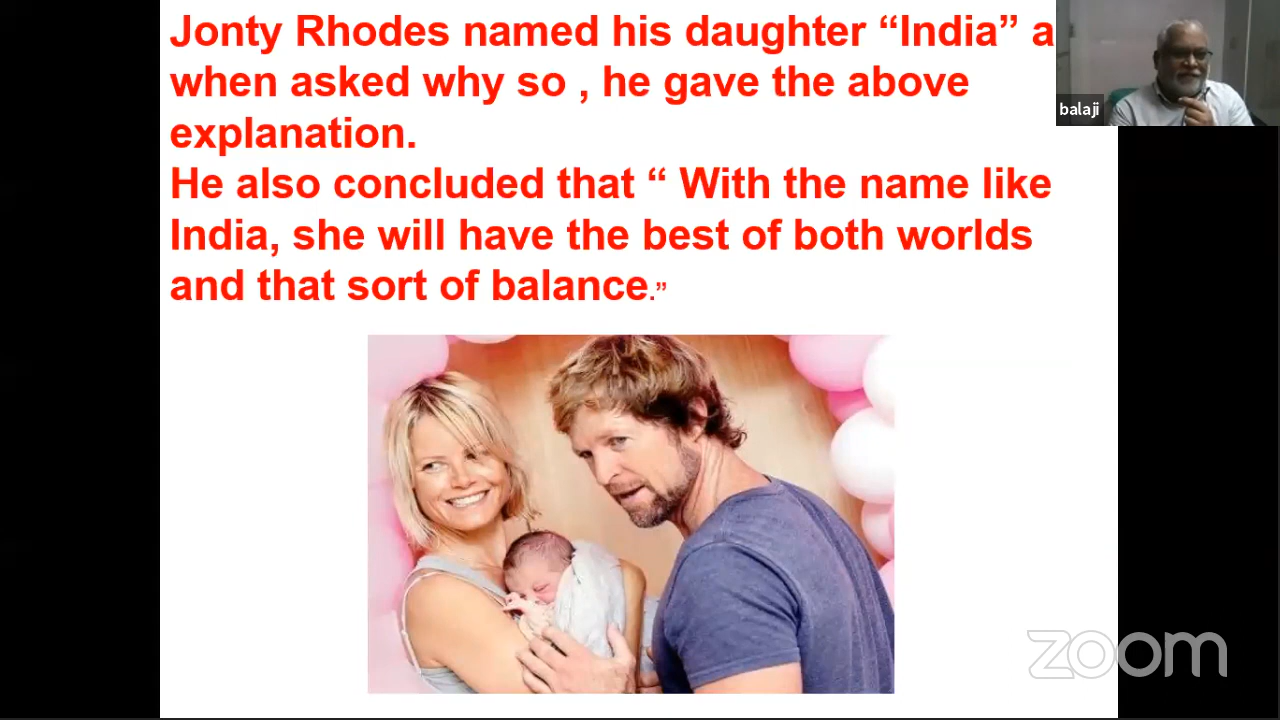 Jonty Rhodes named his daughter “India” a
when asked why so , he gave the above
explanation.
He also concluded that “ With the name like
India, she will have the best of both worlds
and that sort of balance.”
balaji
zoom